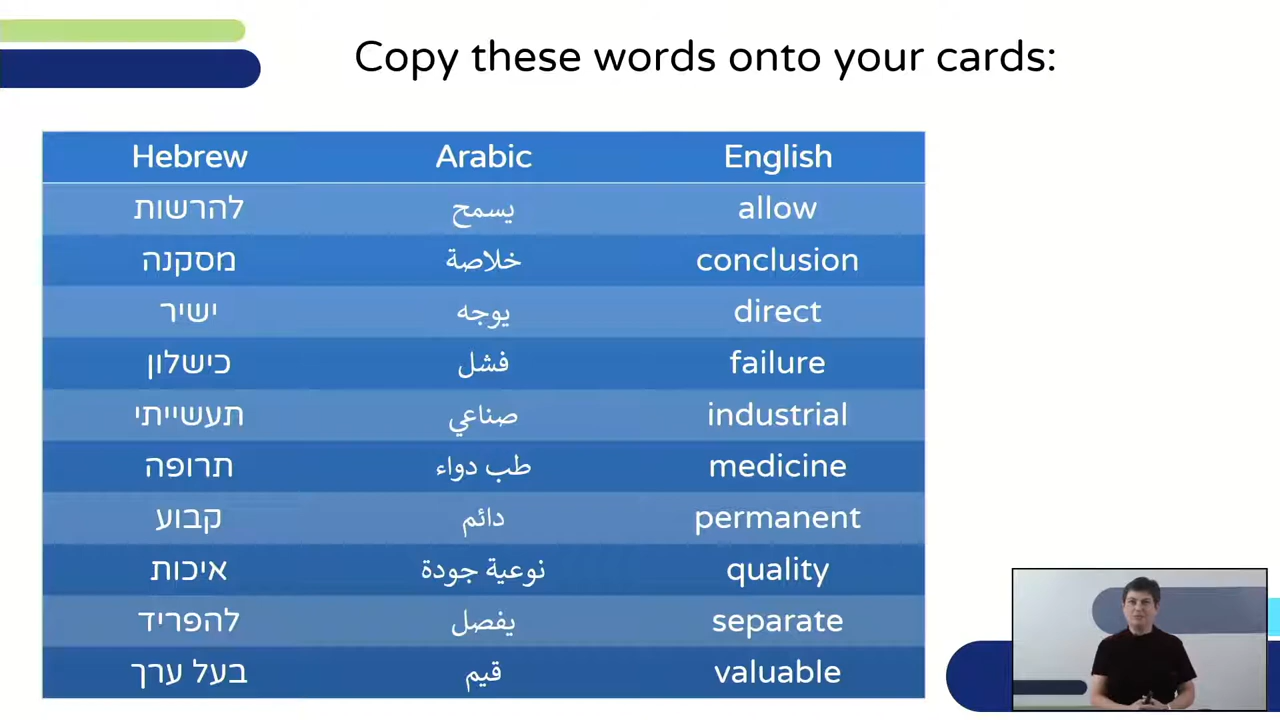 Copy these words onto your cards:
Hebrew Arabic English
להרשות يسمح allow
מסקנה خلاصة conclusion
ישיר يوجه direct
כישלון فشل failure
תעשייתי صناعي industrial
תרופה طب دواء medicine
קבוע دائم permanent
איכות نوعية جودة quality
להפריד يفصل separate
בעל ערך قيم valuable